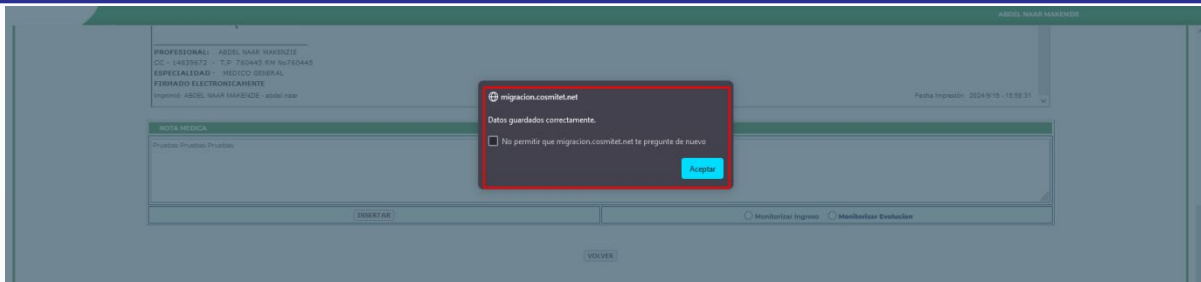 ABDEL NAAR MAKENZIE
PROFESIONAL: ABDEL NAAR MAKENZIE
CC - 14639672 - T.P 760445 RM No760445
ESPECIALIDAD - MEDICO GENERAL
FIRMADO ELECTRONICAMENTE
Imprimió: ABDEL NAAR MAKENZIE - abdel naar
Fecha Impresión: 2024/9/16 - 15:58:31
migracion.cosmitet.net
Datos guardados correctamente.
No permitir que migracion.cosmitet.net te pregunte de nuevo
Aceptar
NOTA MEDICA
Pruebas Pruebas Pruebas
INSERTAR
Monitorizar Ingreso Monitorizar Evolucion
VOLVER